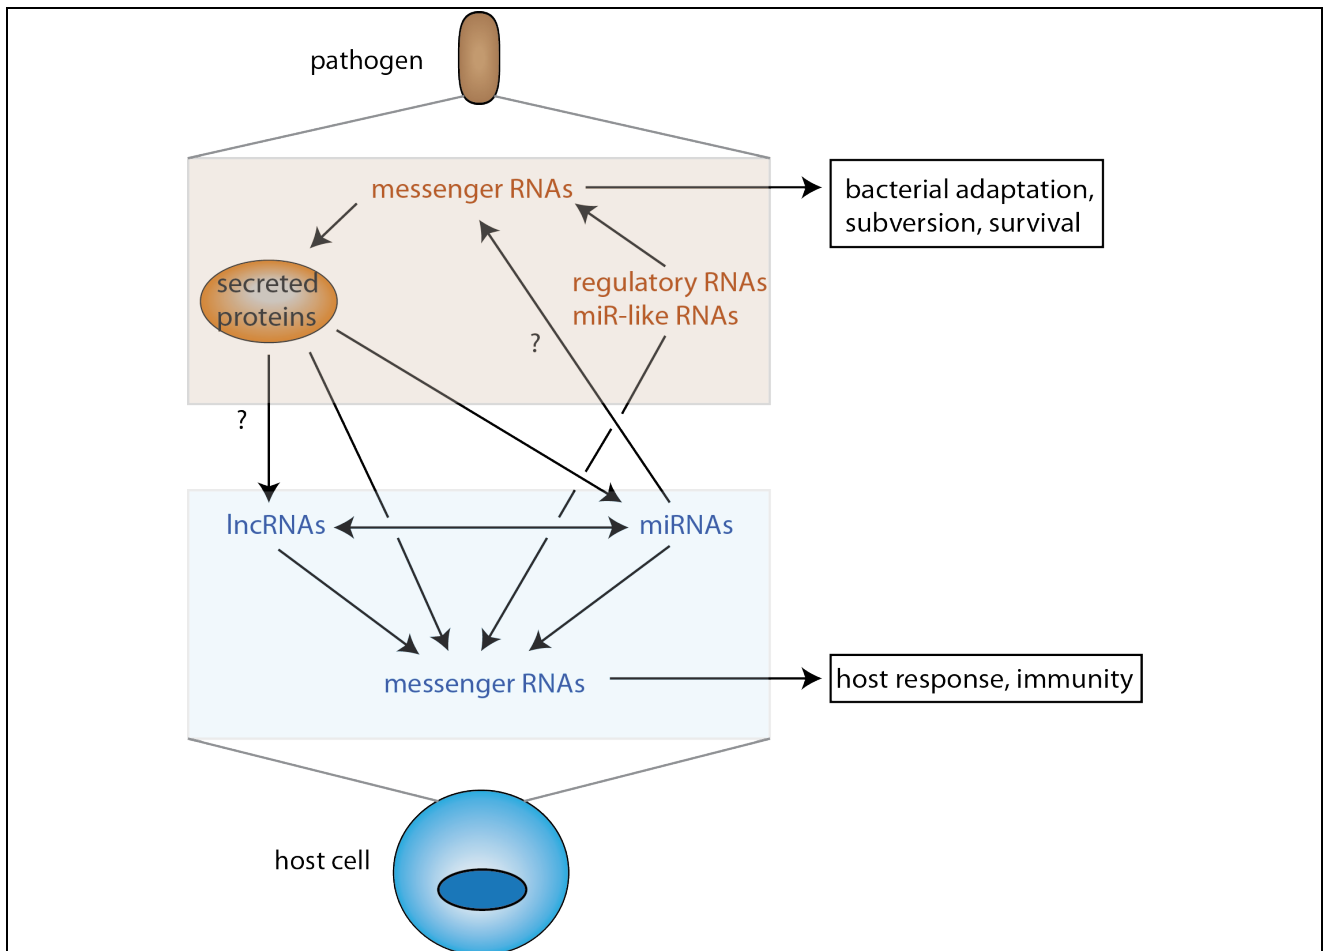 pathogen
messenger RNAs
bacterial adaptation,
subversion, survival
secreted
proteins
regulatory RNAs
miR-like RNAs
?
?
lncRNAs
miRNAs
messenger RNAs
host response, immunity
host cell